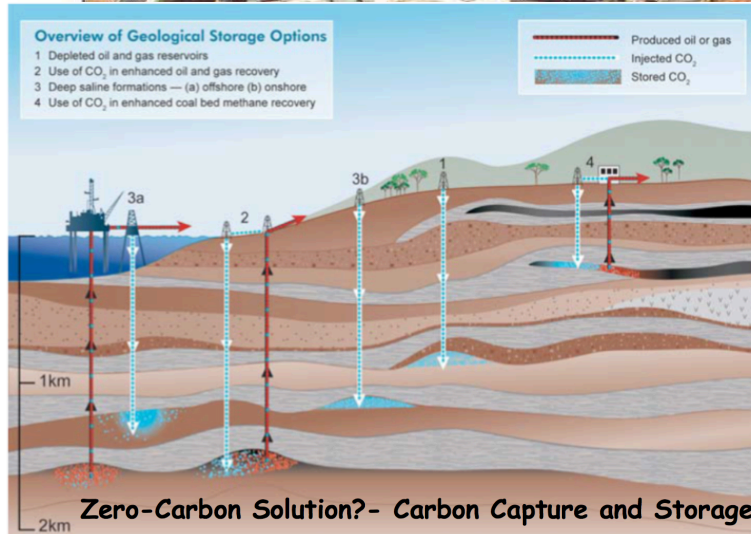 Overview of Geological Storage Options
1 Depleted oil and gas reservoirs
2 Use of CO₂ in enhanced oil and gas recovery
3 Deep saline formations — (a) offshore (b) onshore
4 Use of CO₂ in enhanced coal bed methane recovery
Produced oil or gas
Injected CO₂
Stored CO₂
1
4
3b
3a
2
1km
2km
Zero-Carbon Solution?- Carbon Capture and Storage